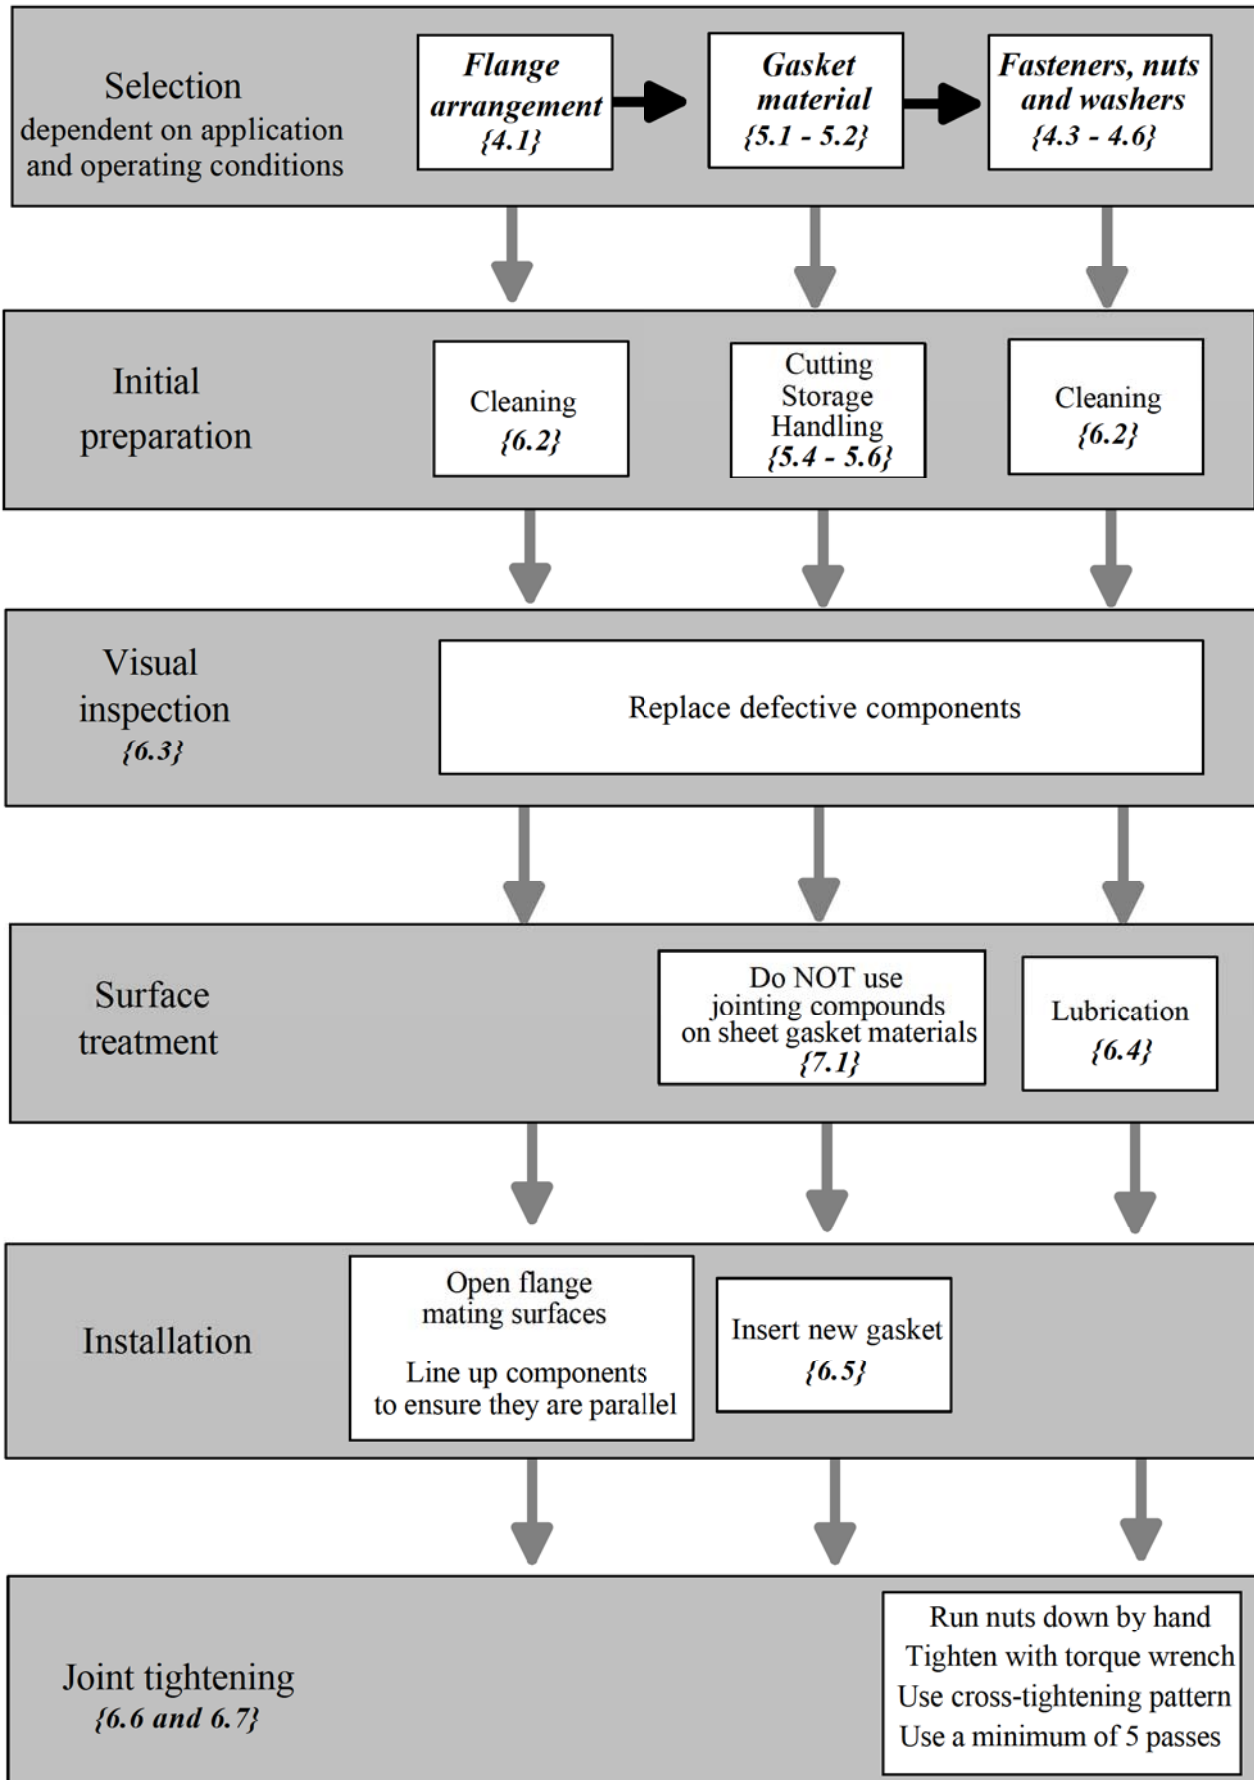 Selection
dependent on application
and operating conditions
Flange
arrangement
{4.1}
Gasket
material
{5.1 - 5.2}
Fasteners, nuts
and washers
{4.3 - 4.6}
Initial
preparation
Cleaning
{6.2}
Cutting
Storage
Handling
{5.4 - 5.6}
Cleaning
{6.2}
Visual
inspection
{6.3}
Replace defective components
Surface
treatment
Do NOT use
jointing compounds
on sheet gasket materials
{7.1}
Lubrication
{6.4}
Installation
Open flange
mating surfaces
Line up components
to ensure they are parallel
Insert new gasket
{6.5}
Joint tightening
{6.6 and 6.7}
Run nuts down by hand
Tighten with torque wrench
Use cross-tightening pattern
Use a minimum of 5 passes